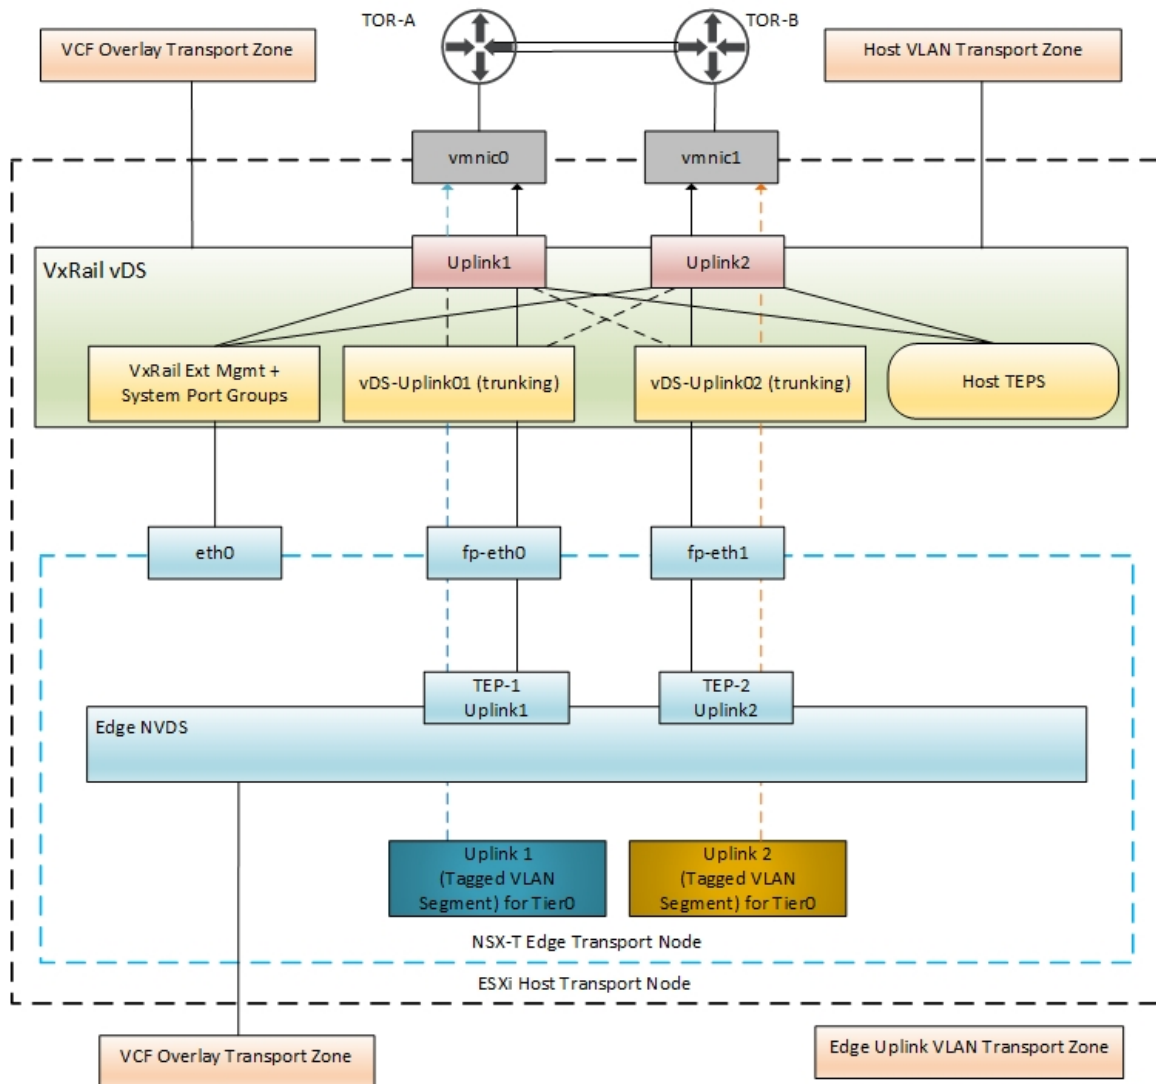 TOR-A
TOR-B
VCF Overlay Transport Zone
Host VLAN Transport Zone
vmnic0
vmnic1
VxRail vDS
Uplink1
Uplink2
VxRail Ext Mgmt +
System Port Groups
vDS-Uplink01 (trunking)
vDS-Uplink02 (trunking)
Host TEPS
eth0
fp-eth0
fp-eth1
TEP-1
Uplink1
TEP-2
Uplink2
Edge NVDS
Uplink 1
(Tagged VLAN
Segment) for Tier0
Uplink 2
(Tagged VLAN
Segment) for Tier0
NSX-T Edge Transport Node
ESXi Host Transport Node
VCF Overlay Transport Zone
Edge Uplink VLAN Transport Zone